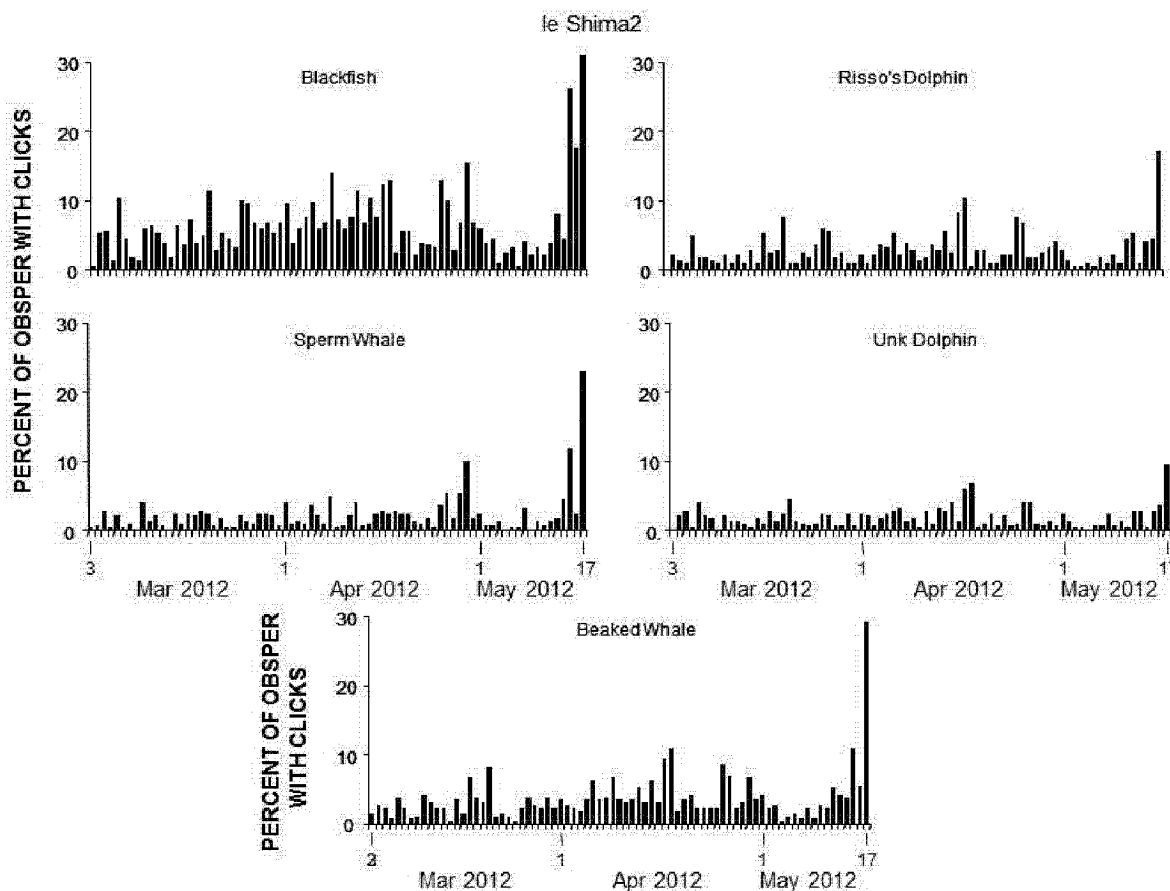 Ie Shima2
Blackfish
Risso's Dolphin
PERCENT OF OBSPER WITH CLICKS
30
20
10
0
30
20
10
0
Sperm Whale
Unk Dolphin
30
20
10
0
30
20
10
0
3 1 1 17
Mar 2012 Apr 2012 May 2012
3 1 1 1
Mar 2012 Apr 2012 May 2012
Beaked Whale
PERCENT OF OBSPER
WITH CLICKS
30
20
10
0
1 1 17
Mar 2012 Apr 2012 May 2012